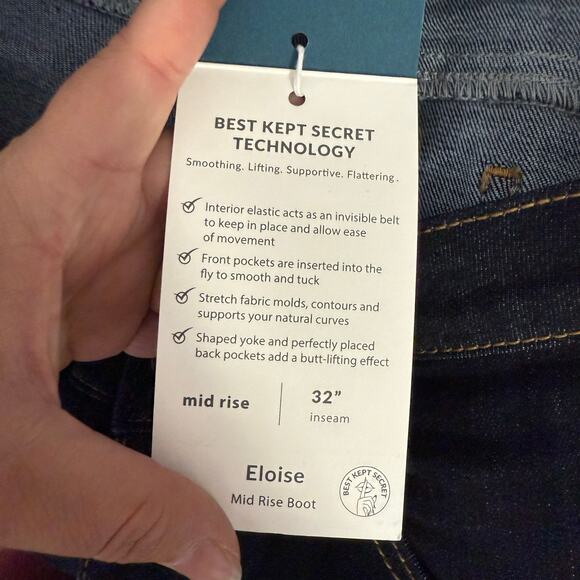 BEST KEPT SECRET
TECHNOLOGY
Smoothing. Lifting. Supportive. Flattering.
Interior elastic acts as an invisible belt
to keep in place and allow ease
of movement
Front pockets are inserted into the
fly to smooth and tuck
Stretch fabric molds, contours and
supports your natural curves
Shaped yoke and perfectly placed
back pockets add a butt-lifting effect
mid rise
32”
inseam
Eloise
Mid Rise Boot
BEST KEPT SECRET